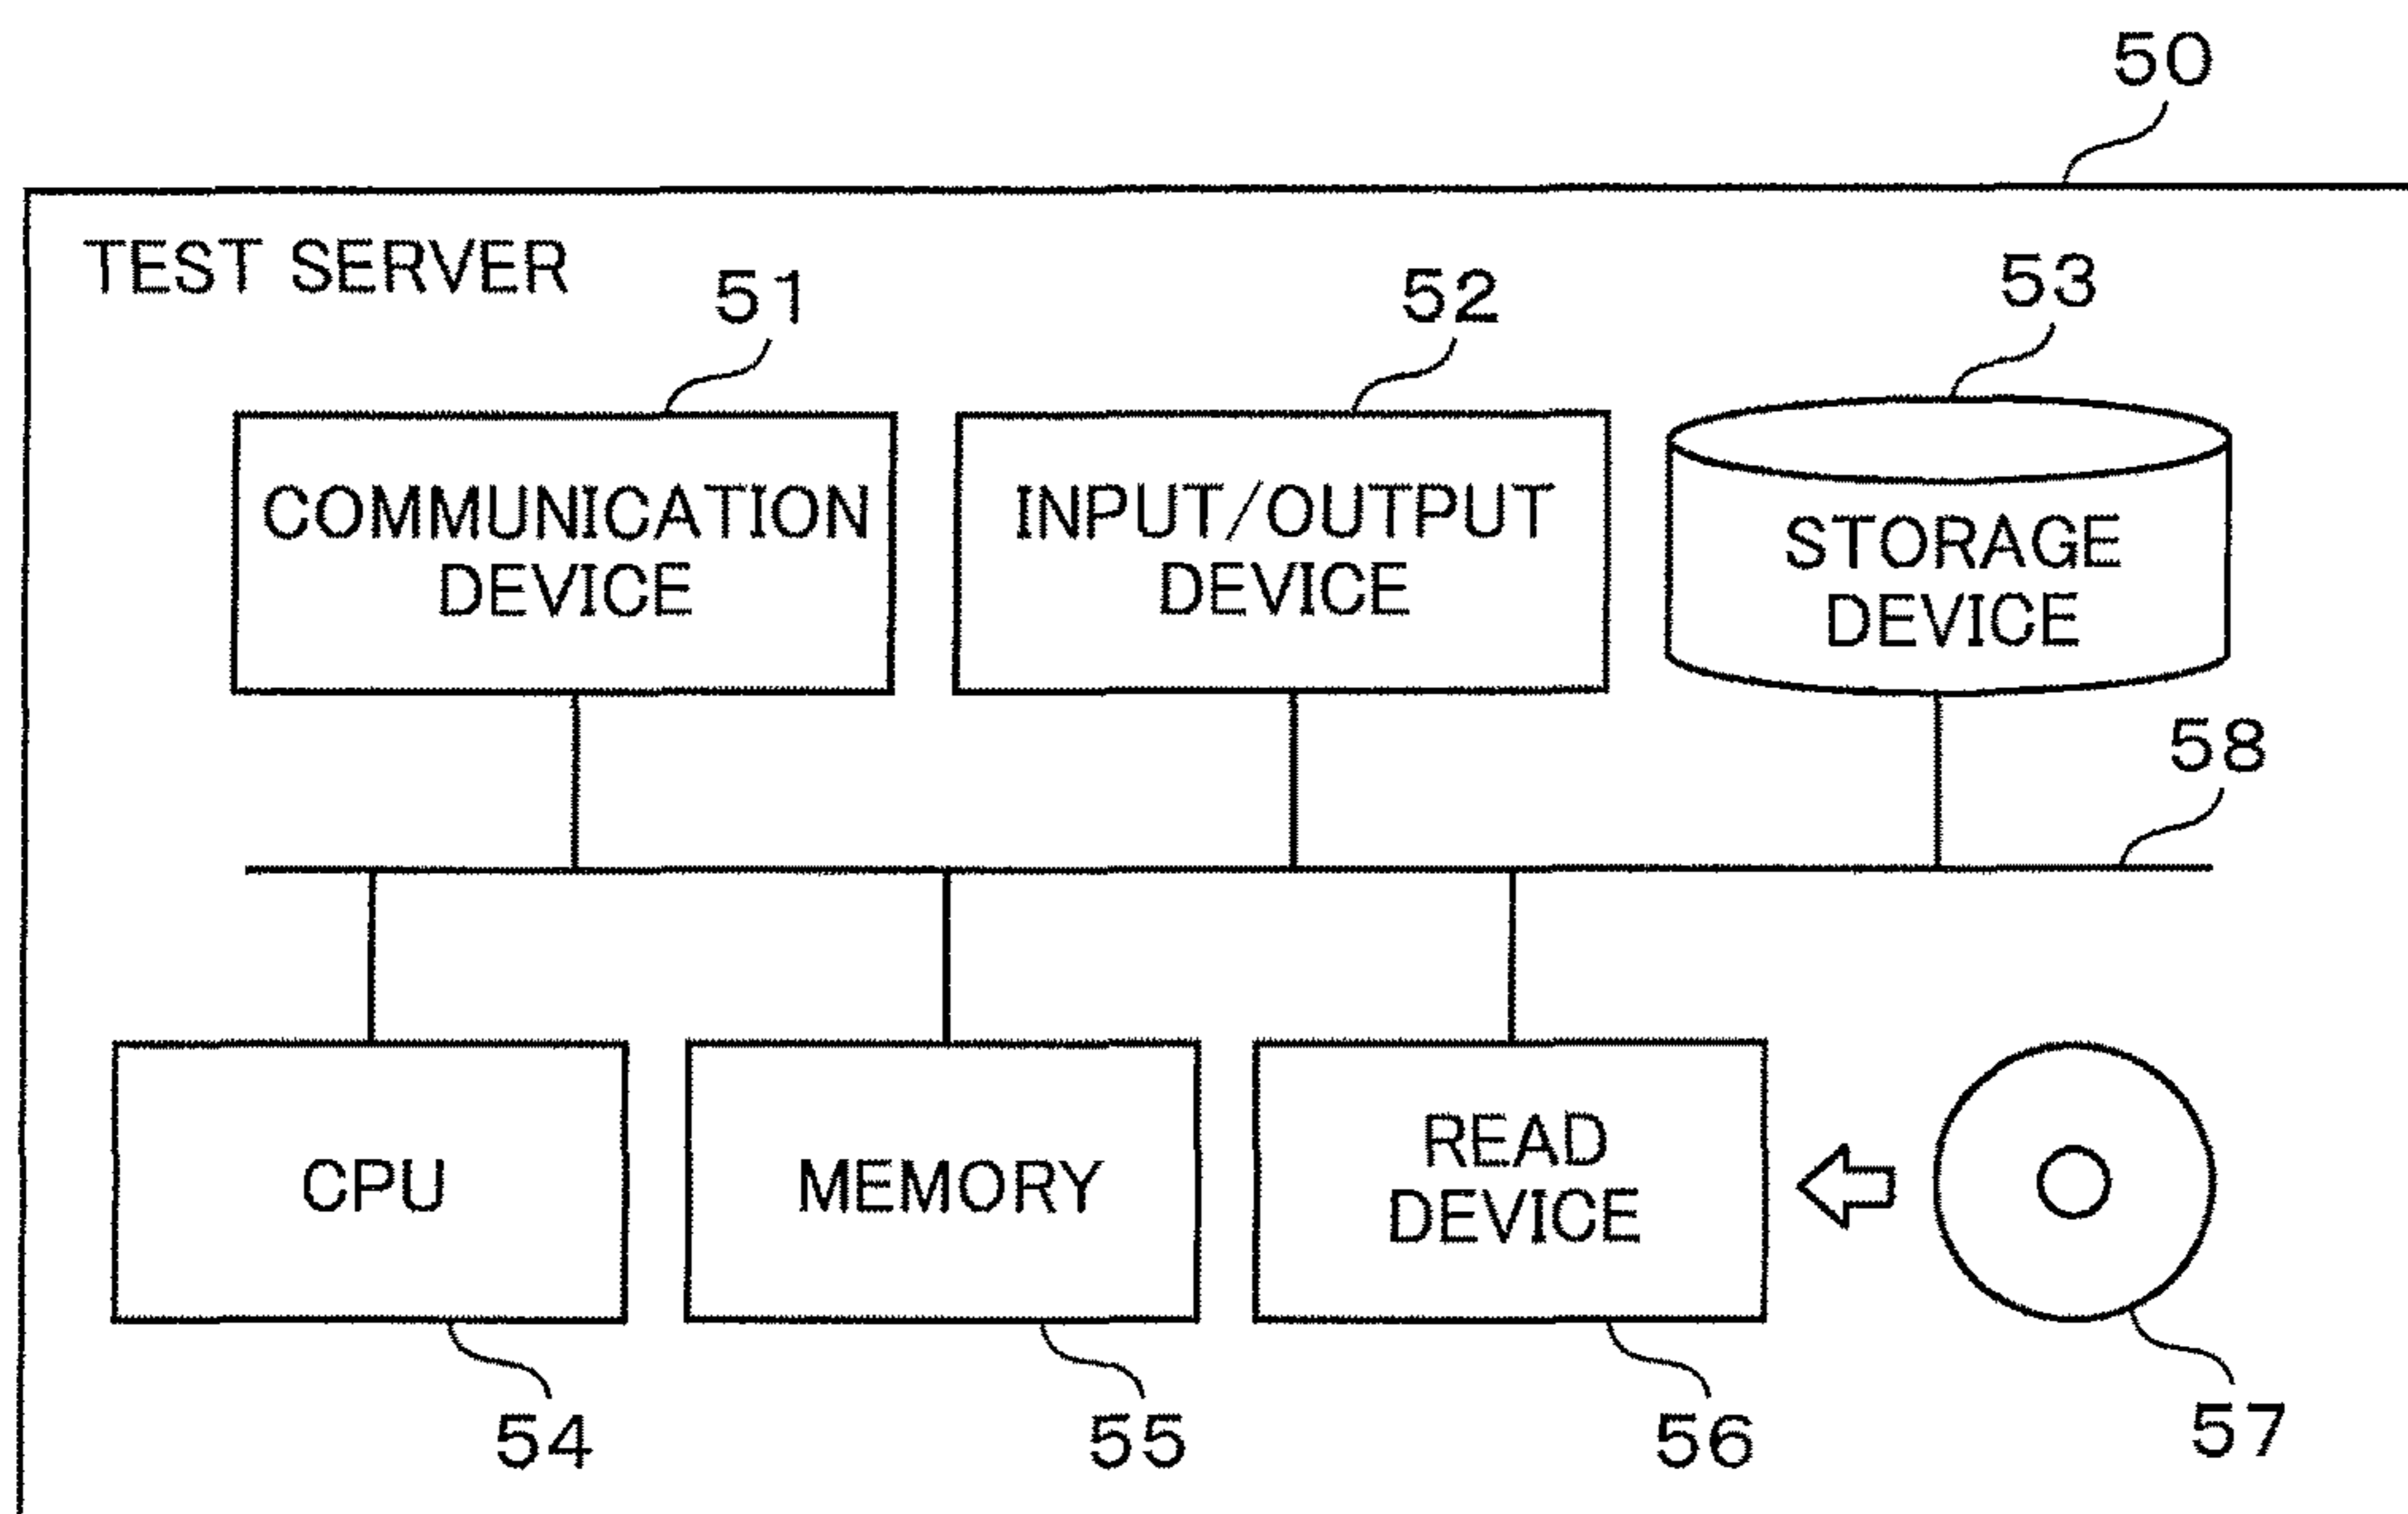 50
TEST SERVER
51
52
53
COMMUNICATION
DEVICE
INPUT/OUTPUT
DEVICE
STORAGE
DEVICE
58
CPU
MEMORY
READ
DEVICE
54
55
56
57